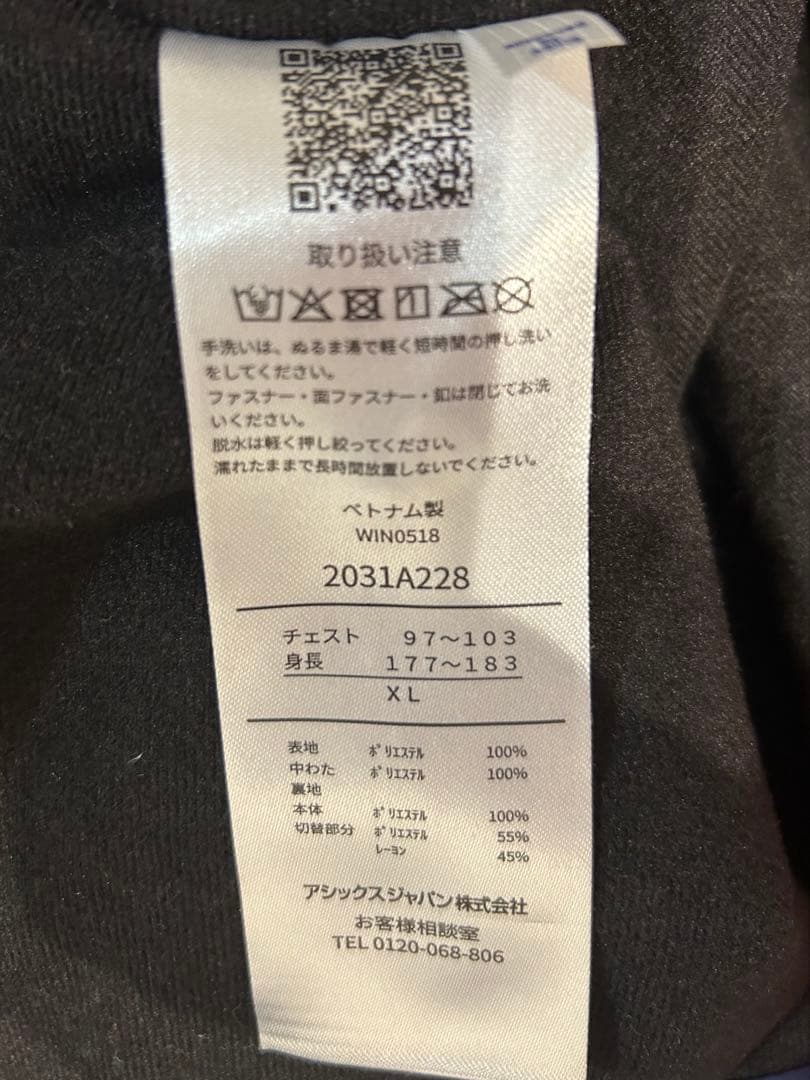 取り扱い注意
手洗いは、ぬるま湯で軽く短時間の押し洗い
をしてください。
ファスナー・面ファスナー・釦は閉じてお洗
いください。
脱水は軽く押し絞ってください。
濡れたままで長時間放置しないでください。
ベトナム製
WIN0518
2031A228
チェスト 97～103
身長 177～183
XL
表地 ﾎﾟﾘｴｽﾃﾙ 100%
中わた ﾎﾟﾘｴｽﾃﾙ 100%
裏地
本体 ﾎﾟﾘｴｽﾃﾙ 100%
切替部分 ﾎﾟﾘｴｽﾃﾙ 55%
ﾚｰﾖﾝ 45%
アシックスジャパン株式会社
お客様相談室
TEL 0120-068-806